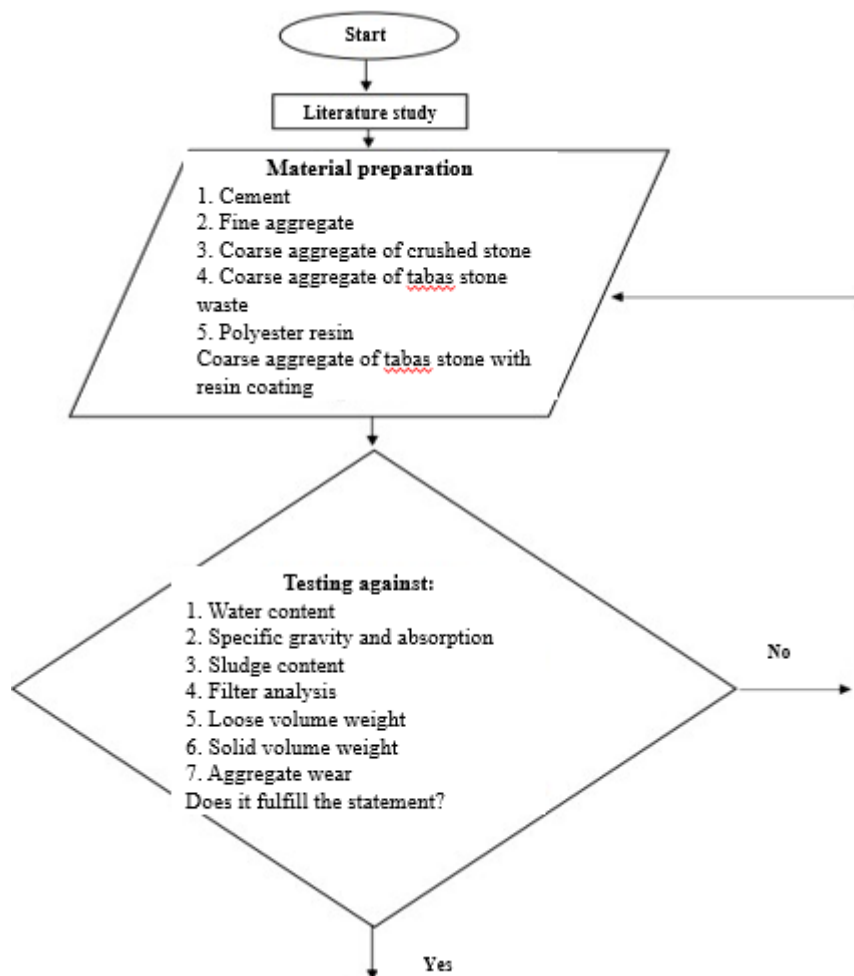 Start
Literature study
Material preparation
1. Cement
2. Fine aggregate
3. Coarse aggregate of crushed stone
4. Coarse aggregate of tabas stone
waste
5. Polyester resin
Coarse aggregate of tabas stone with
resin coating
Testing against:
1. Water content
2. Specific gravity and absorption
3. Sludge content
4. Filter analysis
5. Loose volume weight
6. Solid volume weight
7. Aggregate wear
Does it fulfill the statement?
No
Yes